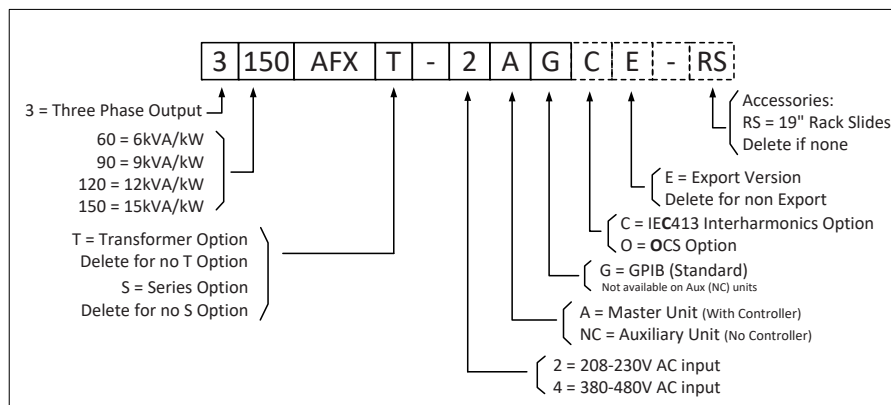 3 150 AFX T - 2 A G C E - RS
3 = Three Phase Output
60 = 6kVA/kW
90 = 9kVA/kW
120 = 12kVA/kW
150 = 15kVA/kW
T = Transformer Option
Delete for no T Option
S = Series Option
Delete for no S Option
Accessories:
RS = 19" Rack Slides
Delete if none
E = Export Version
Delete for non Export
C = IEC413 Interharmonics Option
O = OCS Option
G = GPIB (Standard)
Not available on Aux (NC) units
A = Master Unit (With Controller)
NC = Auxiliary Unit (No Controller)
2 = 208-230V AC input
4 = 380-480V AC input